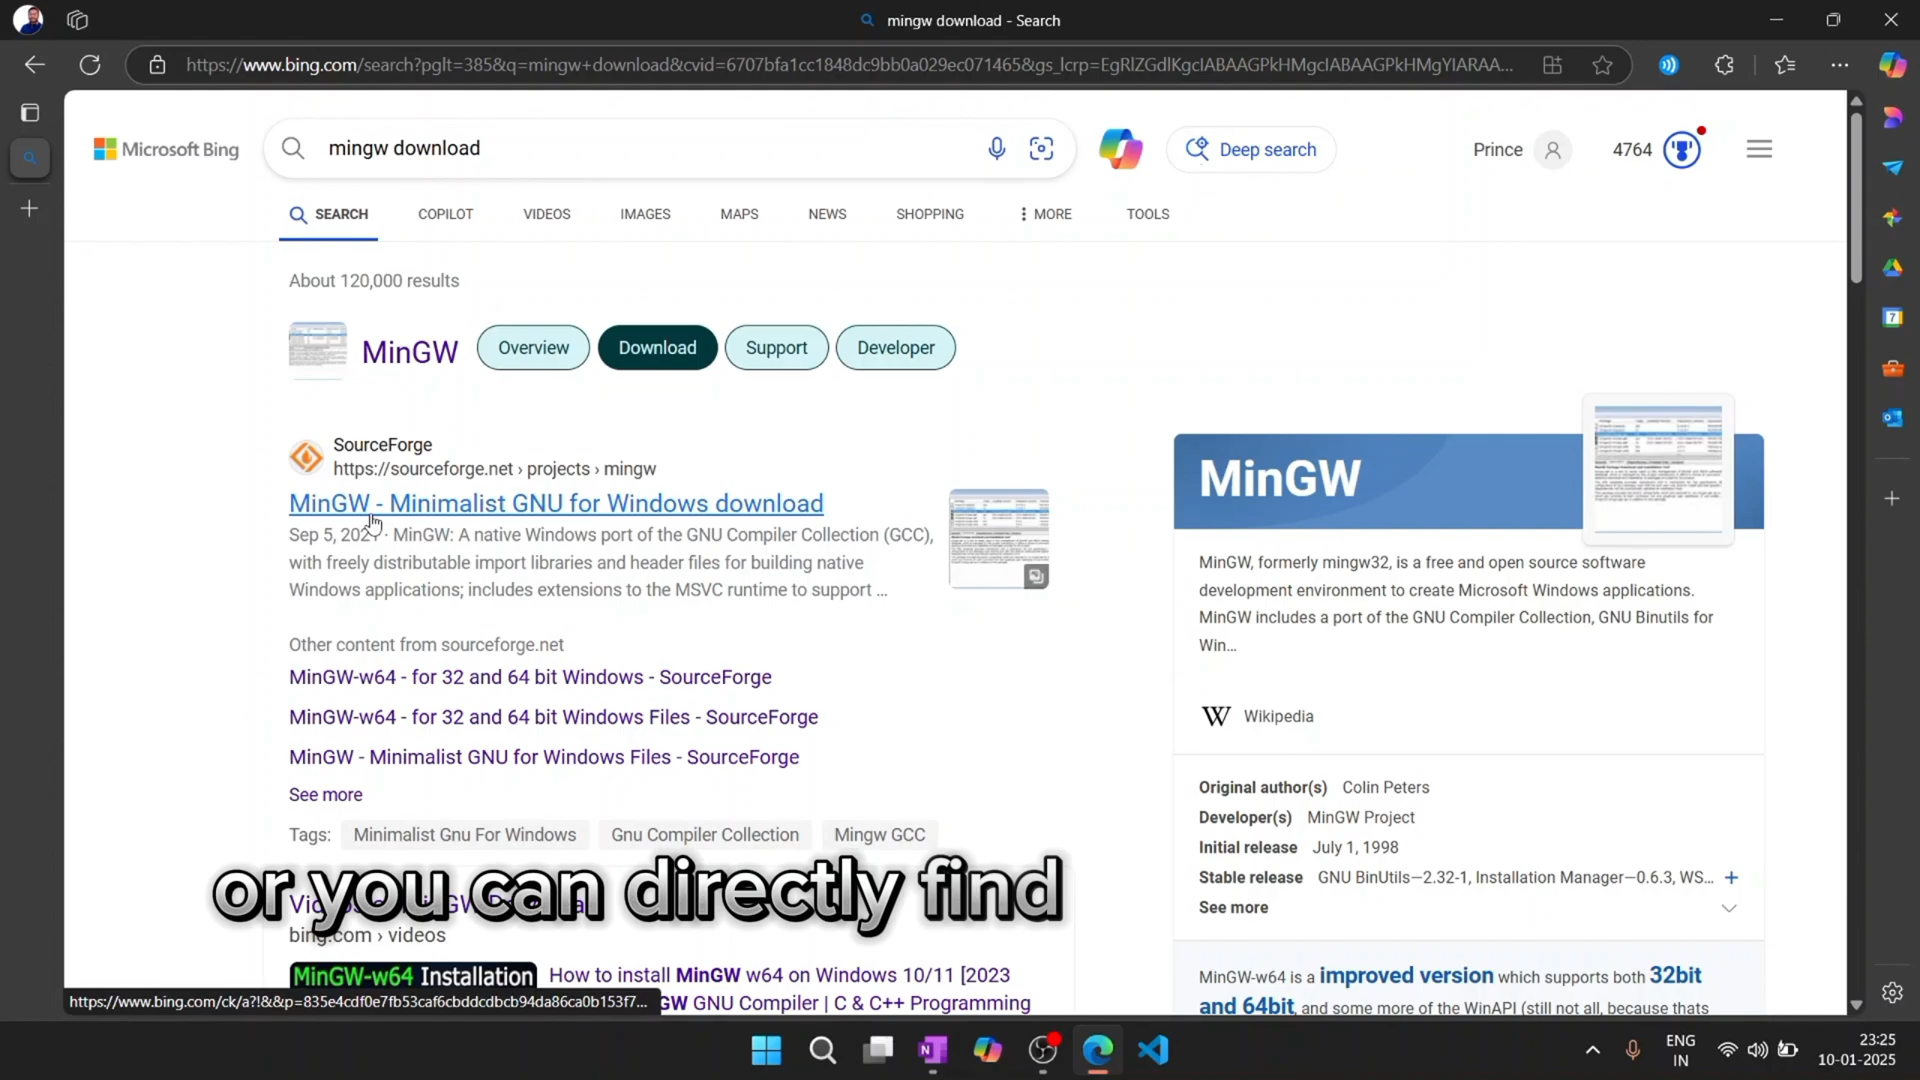 mingw download - Search
https://www.bing.com/search?pglt=385&q=mingw+download&cvid=6707bfa1cc1848dc9bb0a029ec071465&gs_lcrp=EgRlZGdlKgcIABAAGPkHMgcIABAAGPkHMgYIARAA...
Microsoft Bing
mingw download
Deep search
Prince
4764
SEARCH COPILOT VIDEOS IMAGES MAPS NEWS SHOPPING MORE TOOLS
About 120,000 results
MinGW
Overview Download Support Developer
SourceForge
https://sourceforge.net › projects › mingw
MinGW - Minimalist GNU for Windows download
Sep 5, 2021 · MinGW: A native Windows port of the GNU Compiler Collection (GCC),
with freely distributable import libraries and header files for building native
Windows applications; includes extensions to the MSVC runtime to support ...
Other content from sourceforge.net
MinGW-w64 - for 32 and 64 bit Windows - SourceForge
MinGW-w64 - for 32 and 64 bit Windows Files - SourceForge
MinGW - Minimalist GNU for Windows Files - SourceForge
See more
Tags: Minimalist Gnu For Windows Gnu Compiler Collection Mingw GCC
or you can directly find
bing.com › videos
MinGW-w64 Installation
How to install MinGW w64 on Windows 10/11 [2023
GW GNU Compiler | C & C++ Programming
https://www.bing.com/ck/a?!&&p=835e4cdf0e7fb53caf6cbddcdbcb94da86ca0b153f7...
MinGW
MinGW, formerly mingw32, is a free and open source software
development environment to create Microsoft Windows applications.
MinGW includes a port of the GNU Compiler Collection, GNU Binutils for
Win...
W Wikipedia
Original author(s) Colin Peters
Developer(s) MinGW Project
Initial release July 1, 1998
Stable release GNU BinUtils—2.32-1, Installation Manager—0.6.3, WS...
See more
MinGW-w64 is a improved version which supports both 32bit
and 64bit, and some more of the WinAPI (still not all, because thats
7
ENG
IN
23:25
10-01-2025